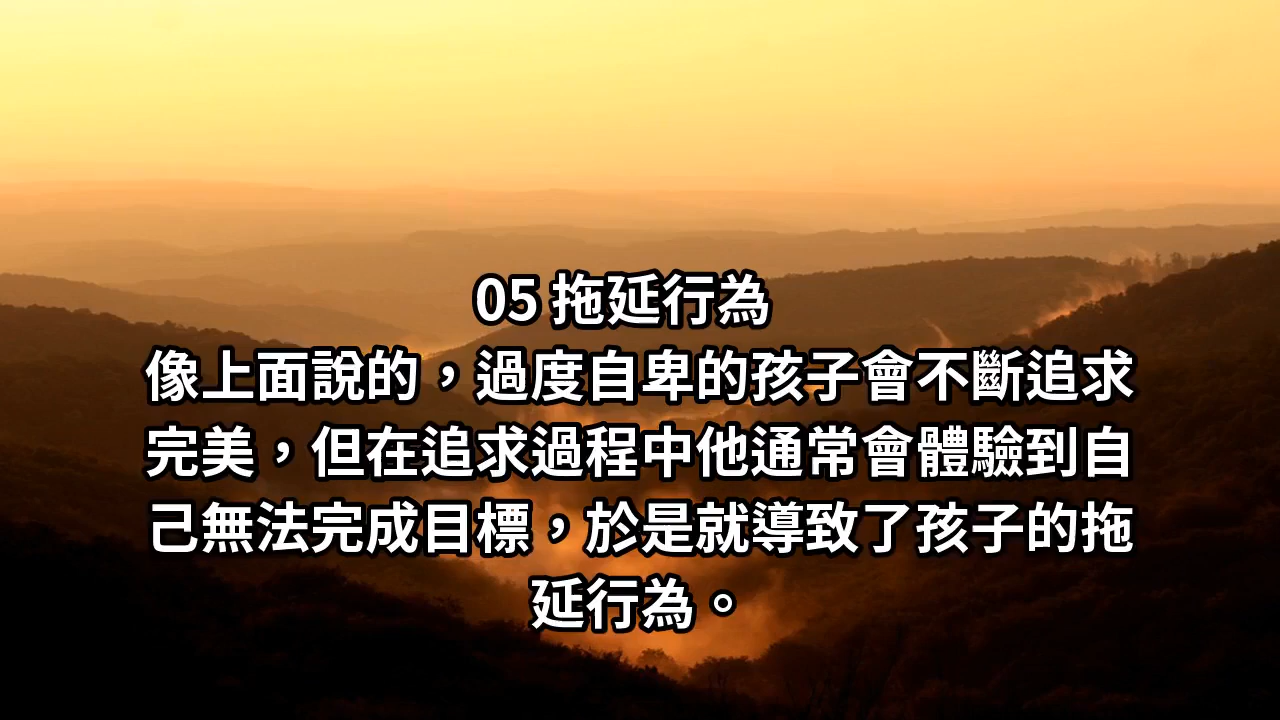 05 拖延行為
像上面說的，過度自卑的孩子會不斷追求
完美，但在追求過程中他通常會體驗到自
己無法完成目標，於是就導致了孩子的拖
延行為。